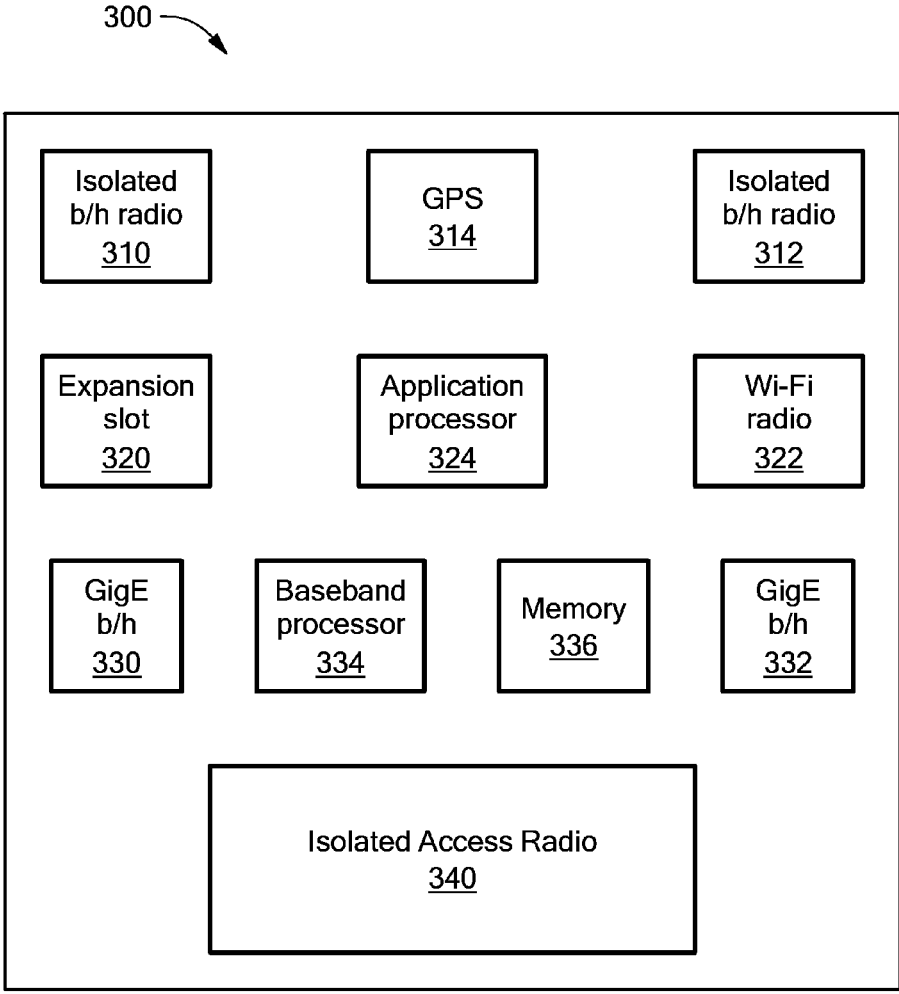 300
Isolated
b/h radio
310
GPS
314
Isolated
b/h radio
312
Expansion
slot
320
Application
processor
324
Wi-Fi
radio
322
GigE
b/h
330
Baseband
processor
334
Memory
336
GigE
b/h
332
Isolated Access Radio
340